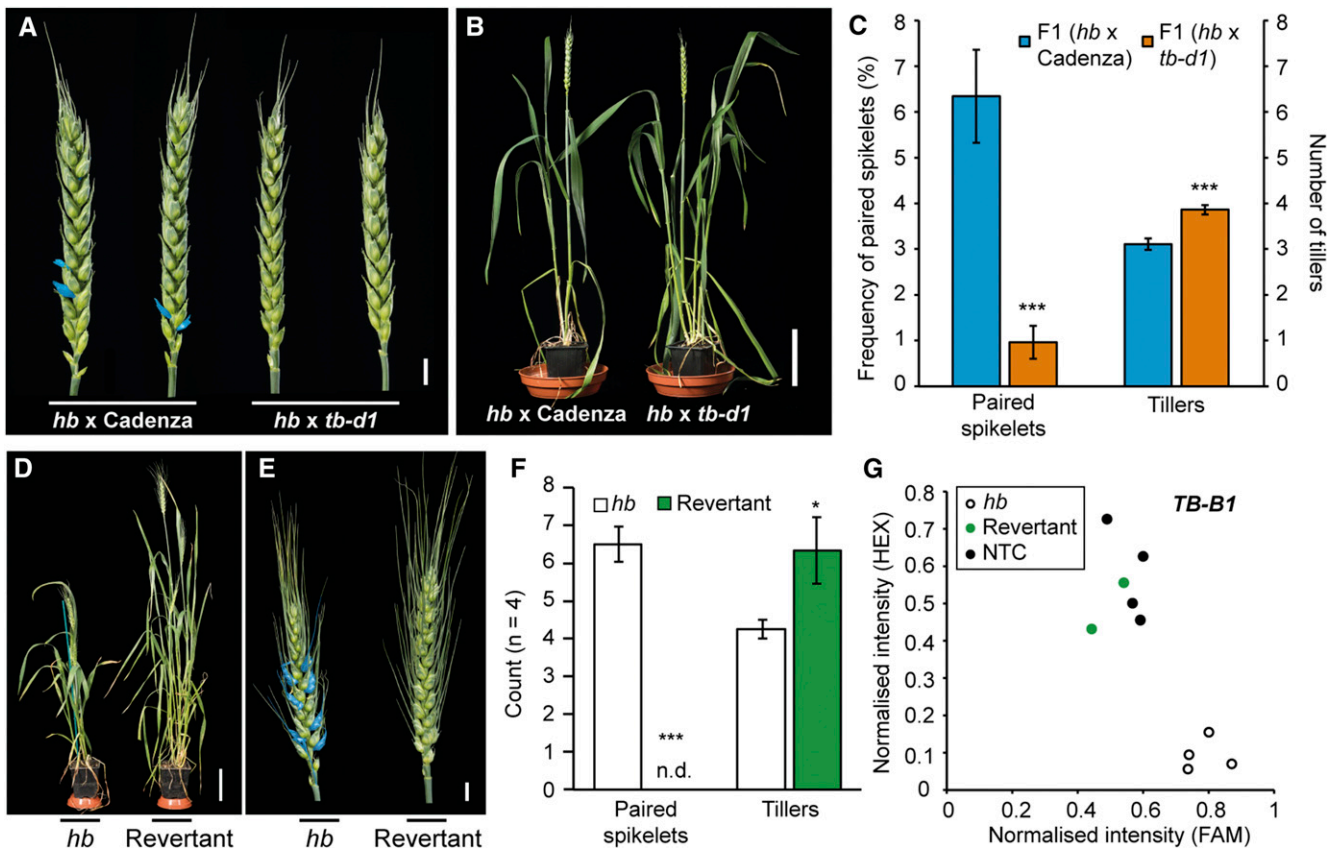 A
hb x Cadenza
hb x tb-d1
B
hb x Cadenza
hb x tb-d1
C
F1 (hb x
Cadenza)
F1 (hb x
tb-d1)
Frequency of paired spikelets (%)
8
7
6
5
4
3
2
1
0
***
***
8
7
6
5
4
3
2
1
0
Number of tillers
Paired
spikelets
Tillers
D
hb
Revertant
E
hb
Revertant
F
hb
Revertant
Count (n = 4)
8
7
6
5
4
3
2
1
0
***
n.d.
*
Paired
spikelets
Tillers
G
hb
Revertant
NTC
TB-B1
Normalised intensity (HEX)
0.8
0.7
0.6
0.5
0.4
0.3
0.2
0.1
0
0
0.2
0.4
0.6
0.8
1
Normalised intensity (FAM)